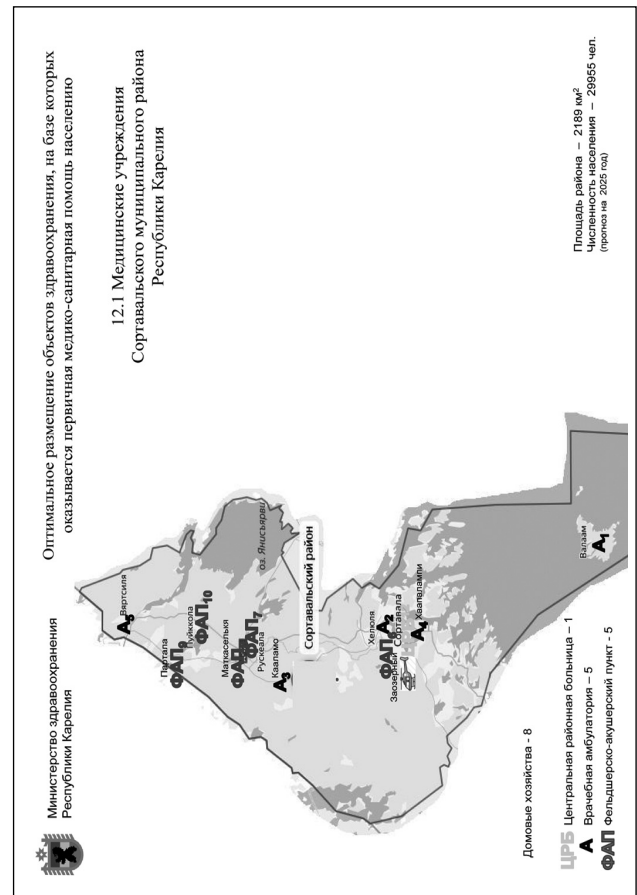 Министерство здравоохранения
Республики Карелия
Оптимальное размещение объектов здравоохранения, на базе которых
оказывается первичная медико-санитарная помощь населению
12.1 Медицинские учреждения
Сортавальского муниципального района
Республики Карелия
Вяртсиля
А5
Партала
ФАП9
Пуйккола
ФАП10
оз. Янисъярви
Маткаселькя
ФАП
ФАП7
Рускеала
Кааламо
А3
Сортавальский район
Хелюля
ФАП
А2
Заозерный
Сортавала
Хаапалампи
А4
Валаам
А1
Площадь района – 2189 км²
Численность населения – 29955 чел.
(прогноз на 2025 год)
Домовые хозяйства - 8
ЦРБ Центральная районная больница – 1
А Врачебная амбулатория – 5
ФАП Фельдшерско-акушерский пункт - 5